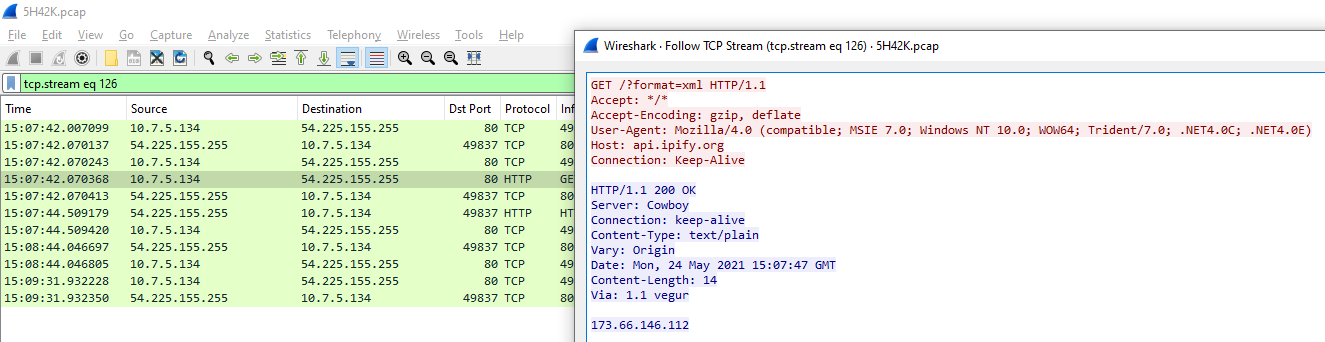 5H42K.pcap
File Edit View Go Capture Analyze Statistics Telephony Wireless Tools Help
tcp.stream eq 126
Time Source Destination Dst Port Protocol Inf
15:07:42.007099 10.7.5.134 54.225.155.255 80 TCP 49
15:07:42.070137 54.225.155.255 10.7.5.134 49837 TCP 80
15:07:42.070243 10.7.5.134 54.225.155.255 80 TCP 49
15:07:42.070368 10.7.5.134 54.225.155.255 80 HTTP GE
15:07:42.070413 54.225.155.255 10.7.5.134 49837 TCP 80
15:07:44.509179 54.225.155.255 10.7.5.134 49837 HTTP HT
15:07:44.509420 10.7.5.134 54.225.155.255 80 TCP 49
15:08:44.046697 54.225.155.255 10.7.5.134 49837 TCP 80
15:08:44.046805 10.7.5.134 54.225.155.255 80 TCP 49
15:09:31.932228 10.7.5.134 54.225.155.255 80 TCP 49
15:09:31.932350 54.225.155.255 10.7.5.134 49837 TCP 80
Wireshark · Follow TCP Stream (tcp.stream eq 126) · 5H42K.pcap
GET /?format=xml HTTP/1.1
Accept: */*
Accept-Encoding: gzip, deflate
User-Agent: Mozilla/4.0 (compatible; MSIE 7.0; Windows NT 10.0; WOW64; Trident/7.0; .NET4.0C; .NET4.0E)
Host: api.ipify.org
Connection: Keep-Alive
HTTP/1.1 200 OK
Server: Cowboy
Connection: keep-alive
Content-Type: text/plain
Vary: Origin
Date: Mon, 24 May 2021 15:07:47 GMT
Content-Length: 14
Via: 1.1 vegur
173.66.146.112